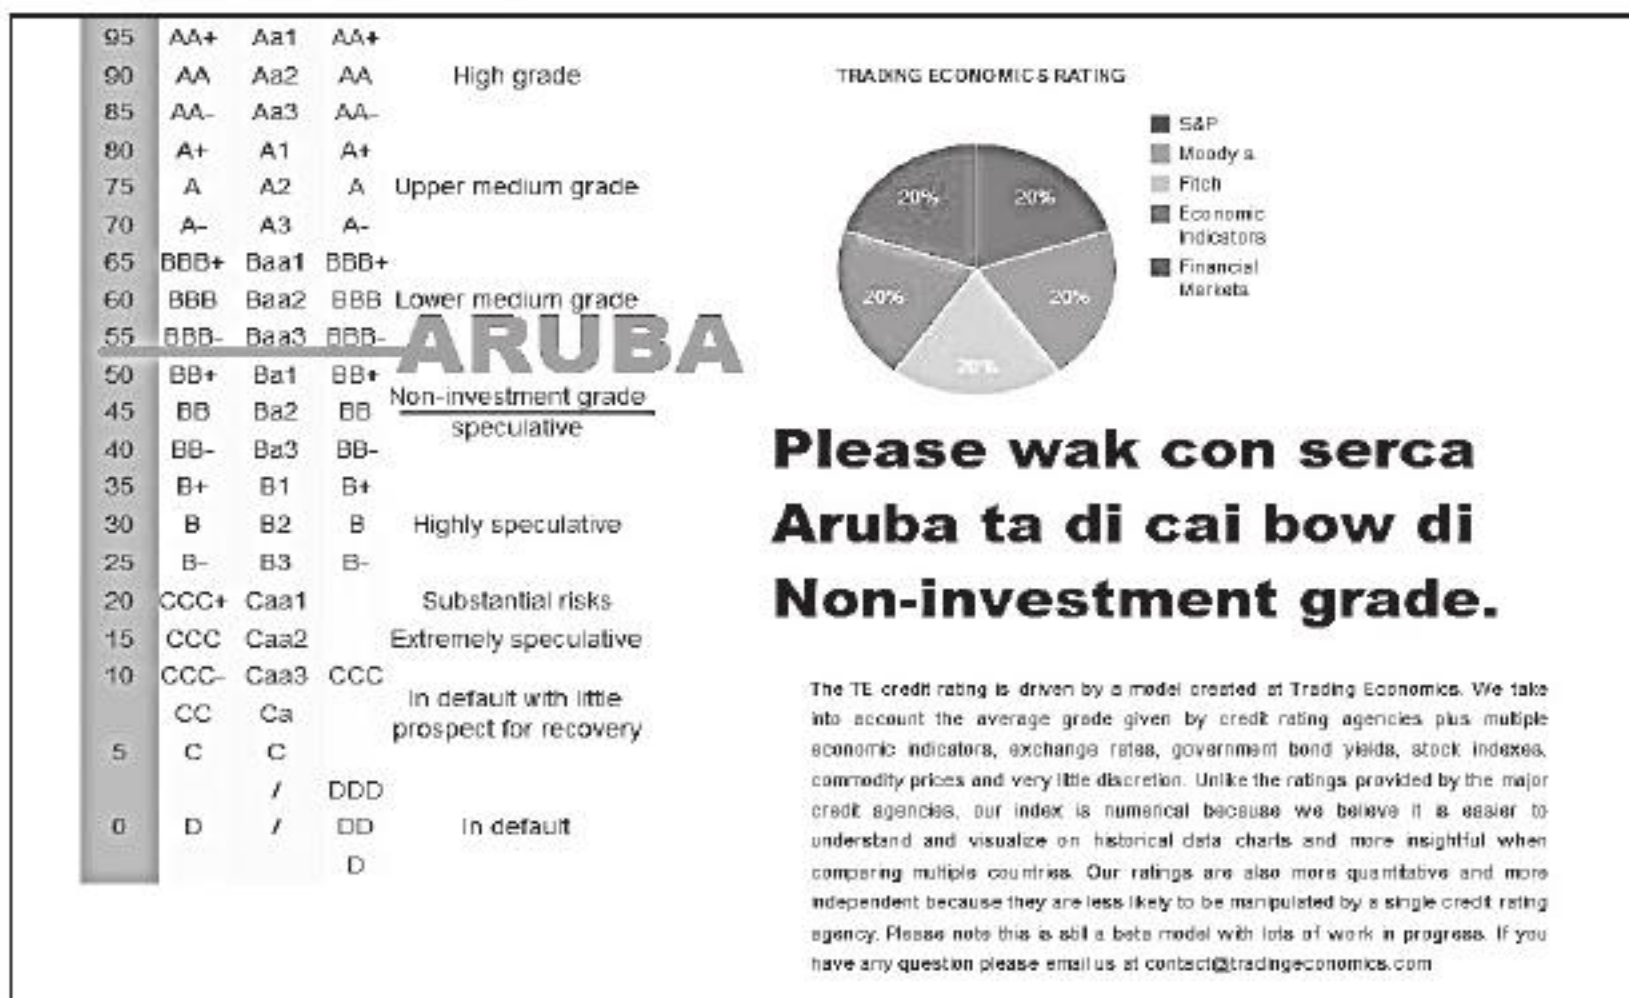 95 AA+ Aa1 AA+
90 AA Aa2 AA High grade
85 AA- Aa3 AA-
80 A+ A1 A+
75 A A2 A Upper medium grade
70 A- A3 A-
65 BBB+ Baa1 BBB+
60 BBB Baa2 BBB Lower medium grade
55 BBB- Baa3 BBB-
ARUBA
50 BB+ Ba1 BB+
Non-investment grade
45 BB Ba2 BB
speculative
40 BB- Ba3 BB-
35 B+ B1 B+
30 B B2 B Highly speculative
25 B- B3 B-
20 CCC+ Caa1 Substantial risks
15 CCC Caa2 Extremely speculative
10 CCC- Caa3 CCC
In default with little
CC Ca
prospect for recovery
5 C C
/ DDD
0 D / DD In default
D
TRADING ECONOMICS RATING
S&P
Moody s
Fitch
Economic
Indicators
Financial
Markets
20% 20%
20% 20%
20%
Please wak con serca
Aruba ta di cai bow di
Non-investment grade.
The TE credit rating is driven by a model created at Trading Economics. We take
into account the average grade given by credit rating agencies plus multiple
economic indicators, exchange rates, government bond yields, stock indexes,
commodity prices and very little discretion. Unlike the ratings provided by the major
credit agencies, our index is numerical because we believe it is easier to
understand and visualize on historical data charts and more insightful when
comparing multiple countries. Our ratings are also more quantitative and more
independent because they are less likely to be manipulated by a single credit rating
agency. Please note this is still a beta model with lots of work in progress. If you
have any question please email us at contact@tradingeconomics.com